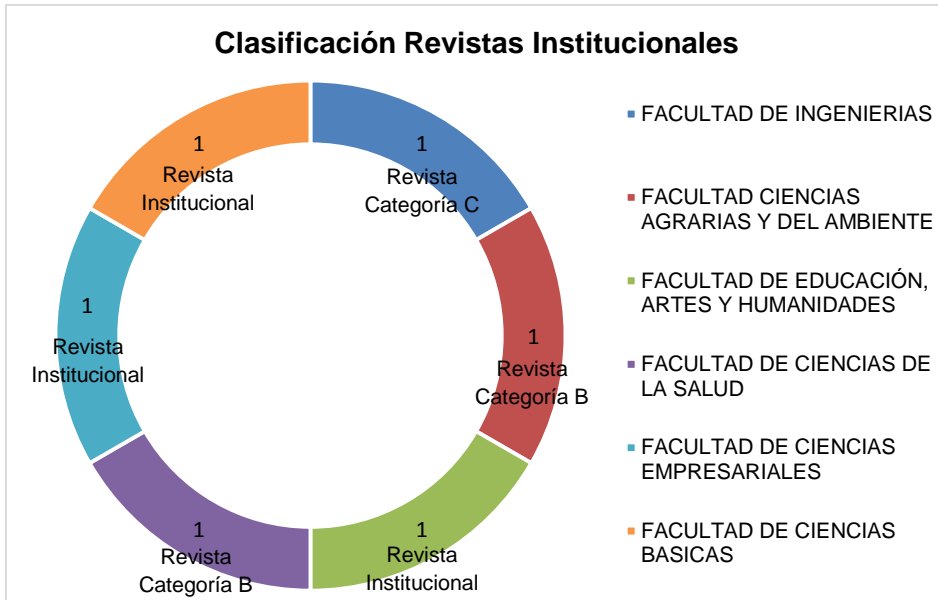 Clasificación Revistas Institucionales
1
Revista
Categoría C
1
Revista
Categoría B
1
Revista
Institucional
1
Revista
Categoría B
1
Revista
Institucional
1
Revista
Institucional
FACULTAD DE INGENIERIAS
FACULTAD CIENCIAS
AGRARIAS Y DEL AMBIENTE
FACULTAD DE EDUCACIÓN,
ARTES Y HUMANIDADES
FACULTAD DE CIENCIAS DE
LA SALUD
FACULTAD DE CIENCIAS
EMPRESARIALES
FACULTAD DE CIENCIAS
BASICAS